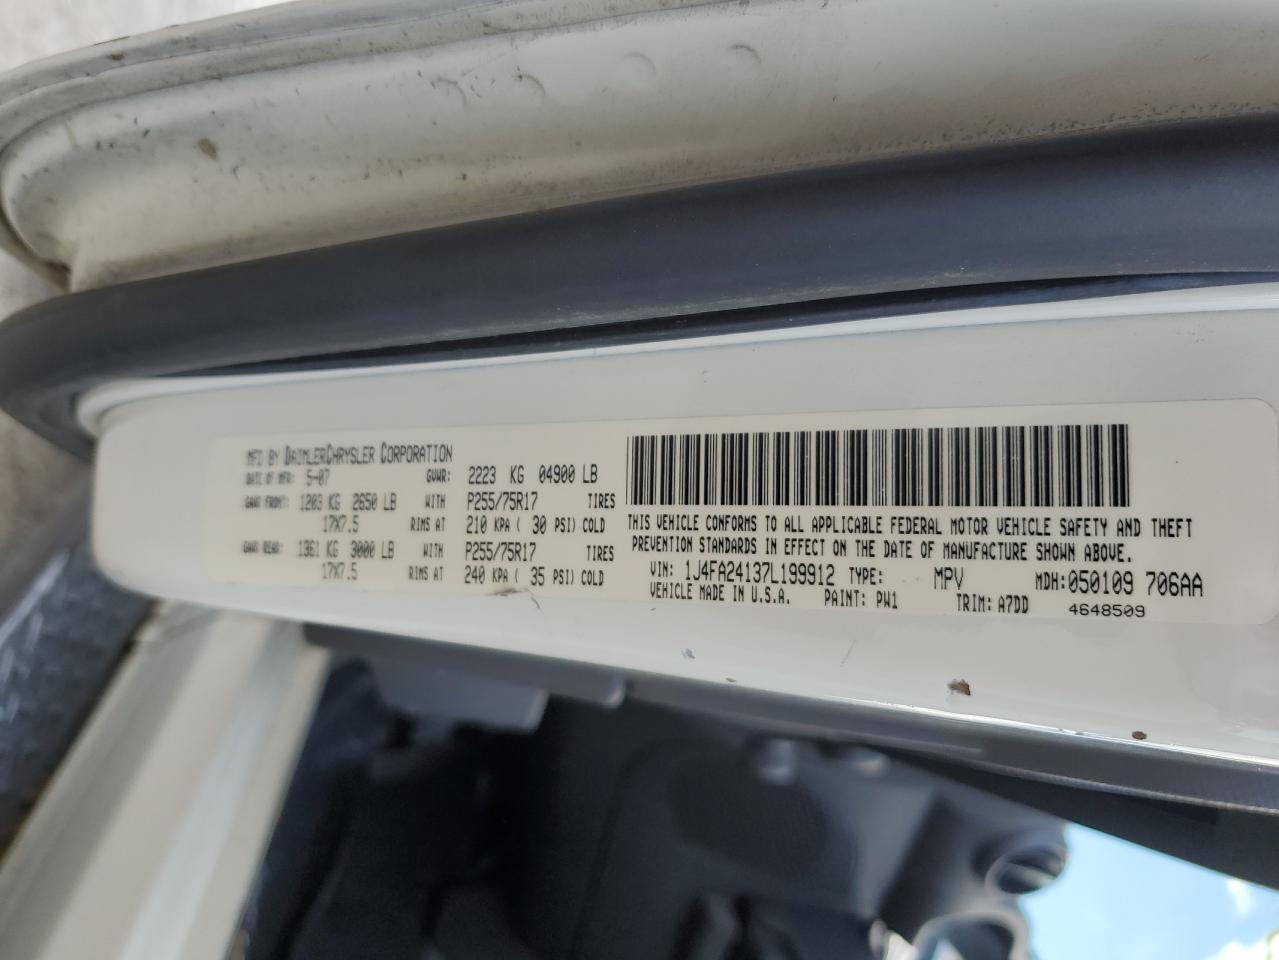 MFD BY DAIMLERCHRYSLER CORPORATION
DATE OF MFR: 5-07 GVWR: 2223 KG 04900 LB
GAWR FRONT: 1203 KG 2650 LB WITH P255/75R17 TIRES
17X7.5 RIMS AT 210 KPA ( 30 PSI) COLD
GAWR REAR: 1361 KG 3000 LB WITH P255/75R17 TIRES
17X7.5 RIMS AT 240 KPA ( 35 PSI) COLD
THIS VEHICLE CONFORMS TO ALL APPLICABLE FEDERAL MOTOR VEHICLE SAFETY AND THEFT
PREVENTION STANDARDS IN EFFECT ON THE DATE OF MANUFACTURE SHOWN ABOVE.
VIN: 1J4FA24137L199912 TYPE: MPV MDH: 050109 706AA
VEHICLE MADE IN U.S.A. PAINT: PW1 TRIM: A7DD 4648509